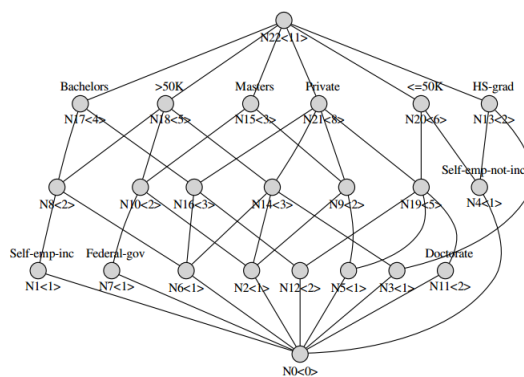 N22<11>
Bachelors >50K Masters Private <=50K HS-grad
N17<4> N18<5> N15<3> N21<8> N20<6> N13<2>
Self-emp-not-inc
N8<2> N10<2> N16<3> N14<3> N9<2> N19<5> N4<1>
Self-emp-inc Federal-gov Doctorate
N1<1> N7<1> N6<1> N2<1> N12<2> N5<1> N3<1> N11<2>
N0<0>